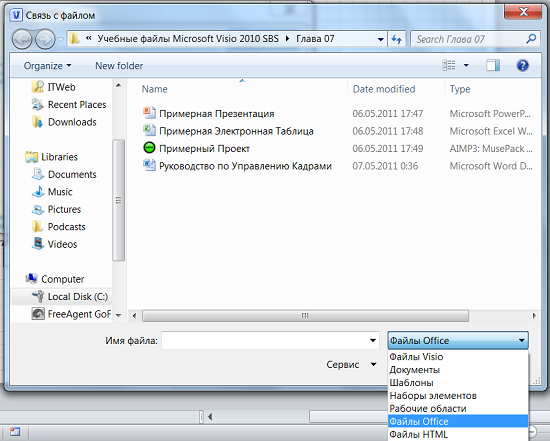 Связь с файлом
« Учебные файлы Microsoft Visio 2010 SBS ▸ Глава 07
Search Глава 07
Organize
New folder
Name
Date modified
Type
ITWeb
Recent Places
Downloads
Libraries
Documents
Music
Pictures
Podcasts
Videos
Computer
Local Disk (C:)
FreeAgent GoF
Примерная Презентация 06.05.2011 17:47 Microsoft PowerP...
Примерная Электронная Таблица 06.05.2011 17:48 Microsoft Excel W...
Примерный Проект 06.05.2011 17:49 AIMP3: MusePack ...
Руководство по Управлению Кадрами 07.05.2011 0:36 Microsoft Word D...
Имя файла:
Файлы Office
Сервис
Файлы Visio
Документы
Шаблоны
Наборы элементов
Рабочие области
Файлы Office
Файлы HTML